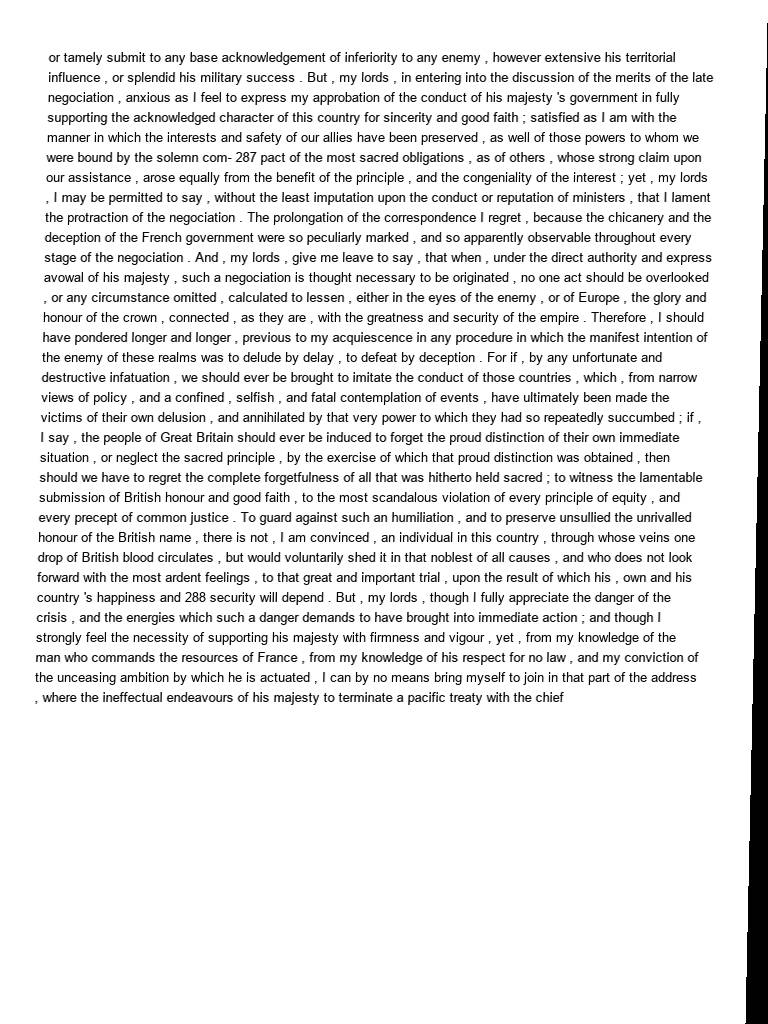 or tamely submit to any base acknowledgement of inferiority to any enemy , however extensive his territorial
influence , or splendid his military success . But , my lords , in entering into the discussion of the merits of the late
negociation , anxious as I feel to express my approbation of the conduct of his majesty 's government in fully
supporting the acknowledged character of this country for sincerity and good faith ; satisfied as I am with the
manner in which the interests and safety of our allies have been preserved , as well of those powers to whom we
were bound by the solemn com- 287 pact of the most sacred obligations , as of others , whose strong claim upon
our assistance , arose equally from the benefit of the principle , and the congeniality of the interest ; yet , my lords
, I may be permitted to say , without the least imputation upon the conduct or reputation of ministers , that I lament
the protraction of the negociation . The prolongation of the correspondence I regret , because the chicanery and the
deception of the French government were so peculiarly marked , and so apparently observable throughout every
stage of the negociation . And , my lords , give me leave to say , that when , under the direct authority and express
avowal of his majesty , such a negociation is thought necessary to be originated , no one act should be overlooked
, or any circumstance omitted , calculated to lessen , either in the eyes of the enemy , or of Europe , the glory and
honour of the crown , connected , as they are , with the greatness and security of the empire . Therefore , I should
have pondered longer and longer , previous to my acquiescence in any procedure in which the manifest intention of
the enemy of these realms was to delude by delay , to defeat by deception . For if , by any unfortunate and
destructive infatuation , we should ever be brought to imitate the conduct of those countries , which , from narrow
views of policy , and a confined , selfish , and fatal contemplation of events , have ultimately been made the
victims of their own delusion , and annihilated by that very power to which they had so repeatedly succumbed ; if ,
I say , the people of Great Britain should ever be induced to forget the proud distinction of their own immediate
situation , or neglect the sacred principle , by the exercise of which that proud distinction was obtained , then
should we have to regret the complete forgetfulness of all that was hitherto held sacred ; to witness the lamentable
submission of British honour and good faith , to the most scandalous violation of every principle of equity , and
every precept of common justice . To guard against such an humiliation , and to preserve unsullied the unrivalled
honour of the British name , there is not , I am convinced , an individual in this country , through whose veins one
drop of British blood circulates , but would voluntarily shed it in that noblest of all causes , and who does not look
forward with the most ardent feelings , to that great and important trial , upon the result of which his , own and his
country 's happiness and 288 security will depend . But , my lords , though I fully appreciate the danger of the
crisis , and the energies which such a danger demands to have brought into immediate action ; and though I
strongly feel the necessity of supporting his majesty with firmness and vigour , yet , from my knowledge of the
man who commands the resources of France , from my knowledge of his respect for no law , and my conviction of
the unceasing ambition by which he is actuated , I can by no means bring myself to join in that part of the address
, where the ineffectual endeavours of his majesty to terminate a pacific treaty with the chief